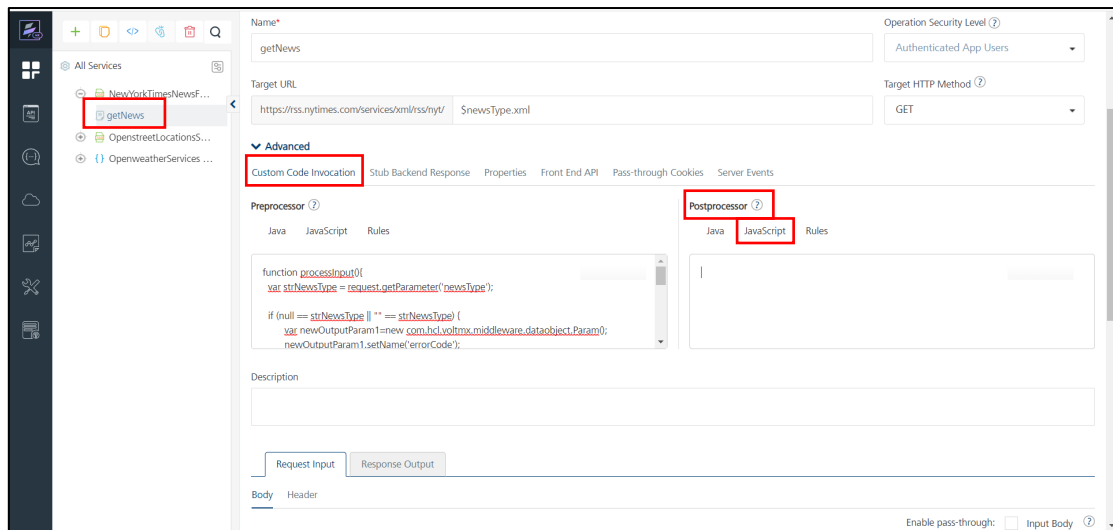 All Services
NewYorkTimesNewsF...
getNews
OpenstreetLocationsS...
{ } OpenweatherServices ...
Name*
getNews
Operation Security Level ?
Authenticated App Users
Target URL
https://rss.nytimes.com/services/xml/rss/nyt/ $newsType.xml
Target HTTP Method ?
GET
Advanced
Custom Code Invocation Stub Backend Response Properties Front End API Pass-through Cookies Server Events
Preprocessor ?
Java JavaScript Rules
function processInput(){
var strNewsType = request.getParameter('newsType');
if (null == strNewsType || "" == strNewsType) {
var newOutputParam1=new com.hcl.voltmx.middleware.dataobject.Param();
newOutputParam1.setName('errorCode');
Postprocessor ?
Java JavaScript Rules
Description
Request Input Response Output
Body Header
Enable pass-through: Input Body ?